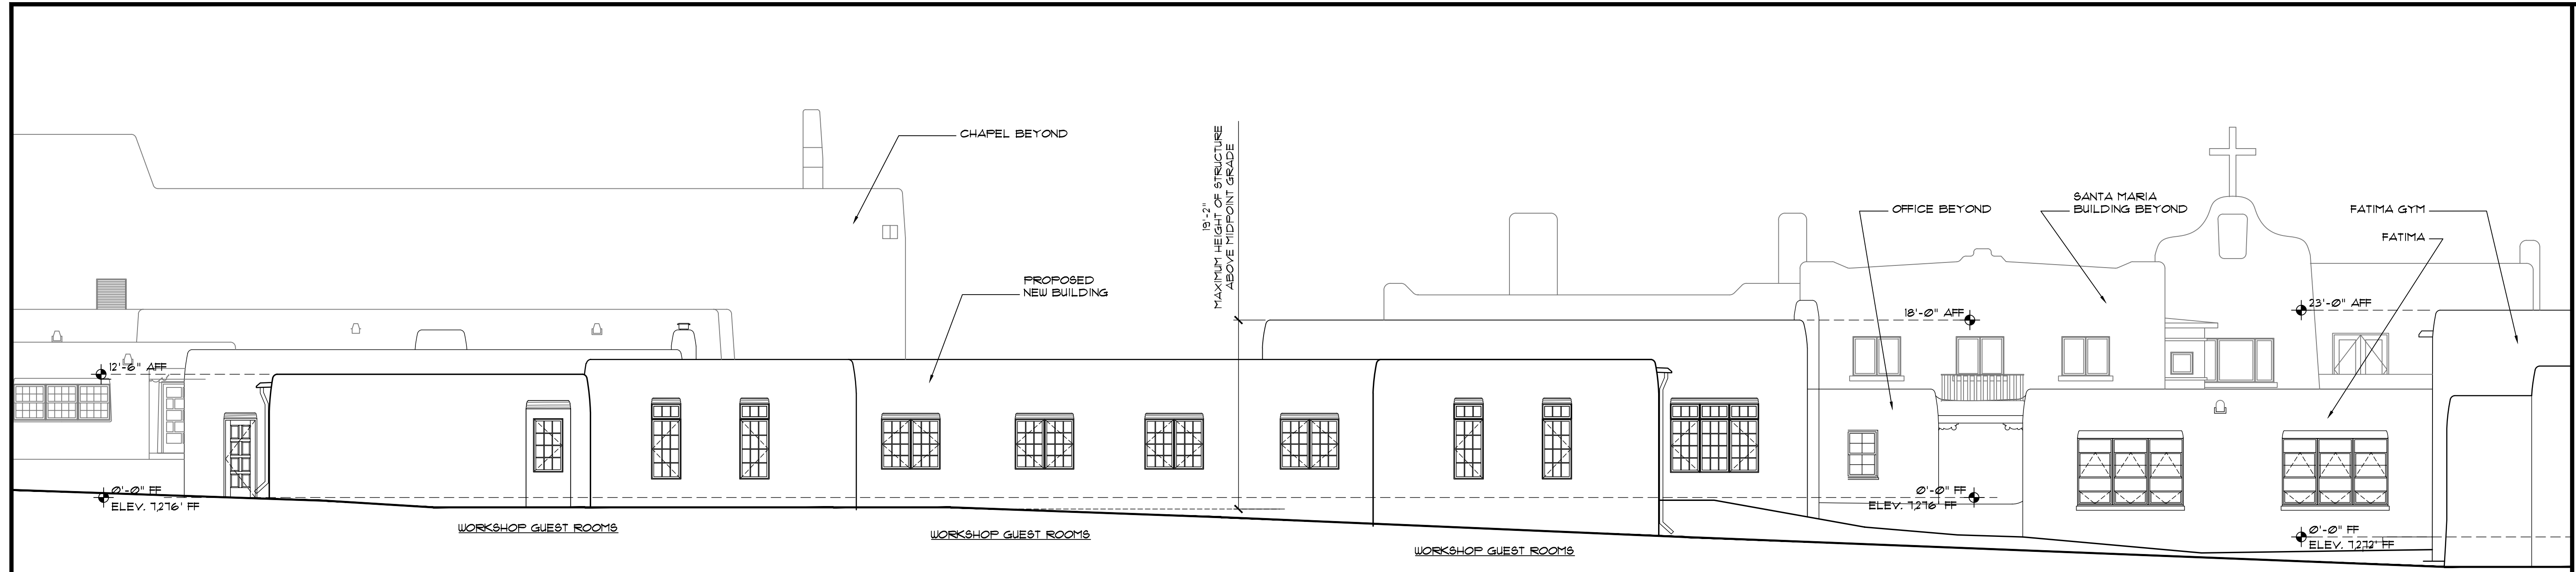 CHAPEL BEYOND
PROPOSED
NEW BUILDING
19'-2"
MAXIMUM HEIGHT OF STRUCTURE
ABOVE MIDPOINT GRADE
OFFICE BEYOND
SANTA MARIA
BUILDING BEYOND
FATIMA GYM
FATIMA
23'-0" AFF
18'-0" AFF
12'-6" AFF
0'-0" FF
ELEV. 7,276' FF
0'-0" FF
ELEV. 7,276' FF
0'-0" FF
ELEV. 7,272' FF
WORKSHOP GUEST ROOMS
WORKSHOP GUEST ROOMS
WORKSHOP GUEST ROOMS